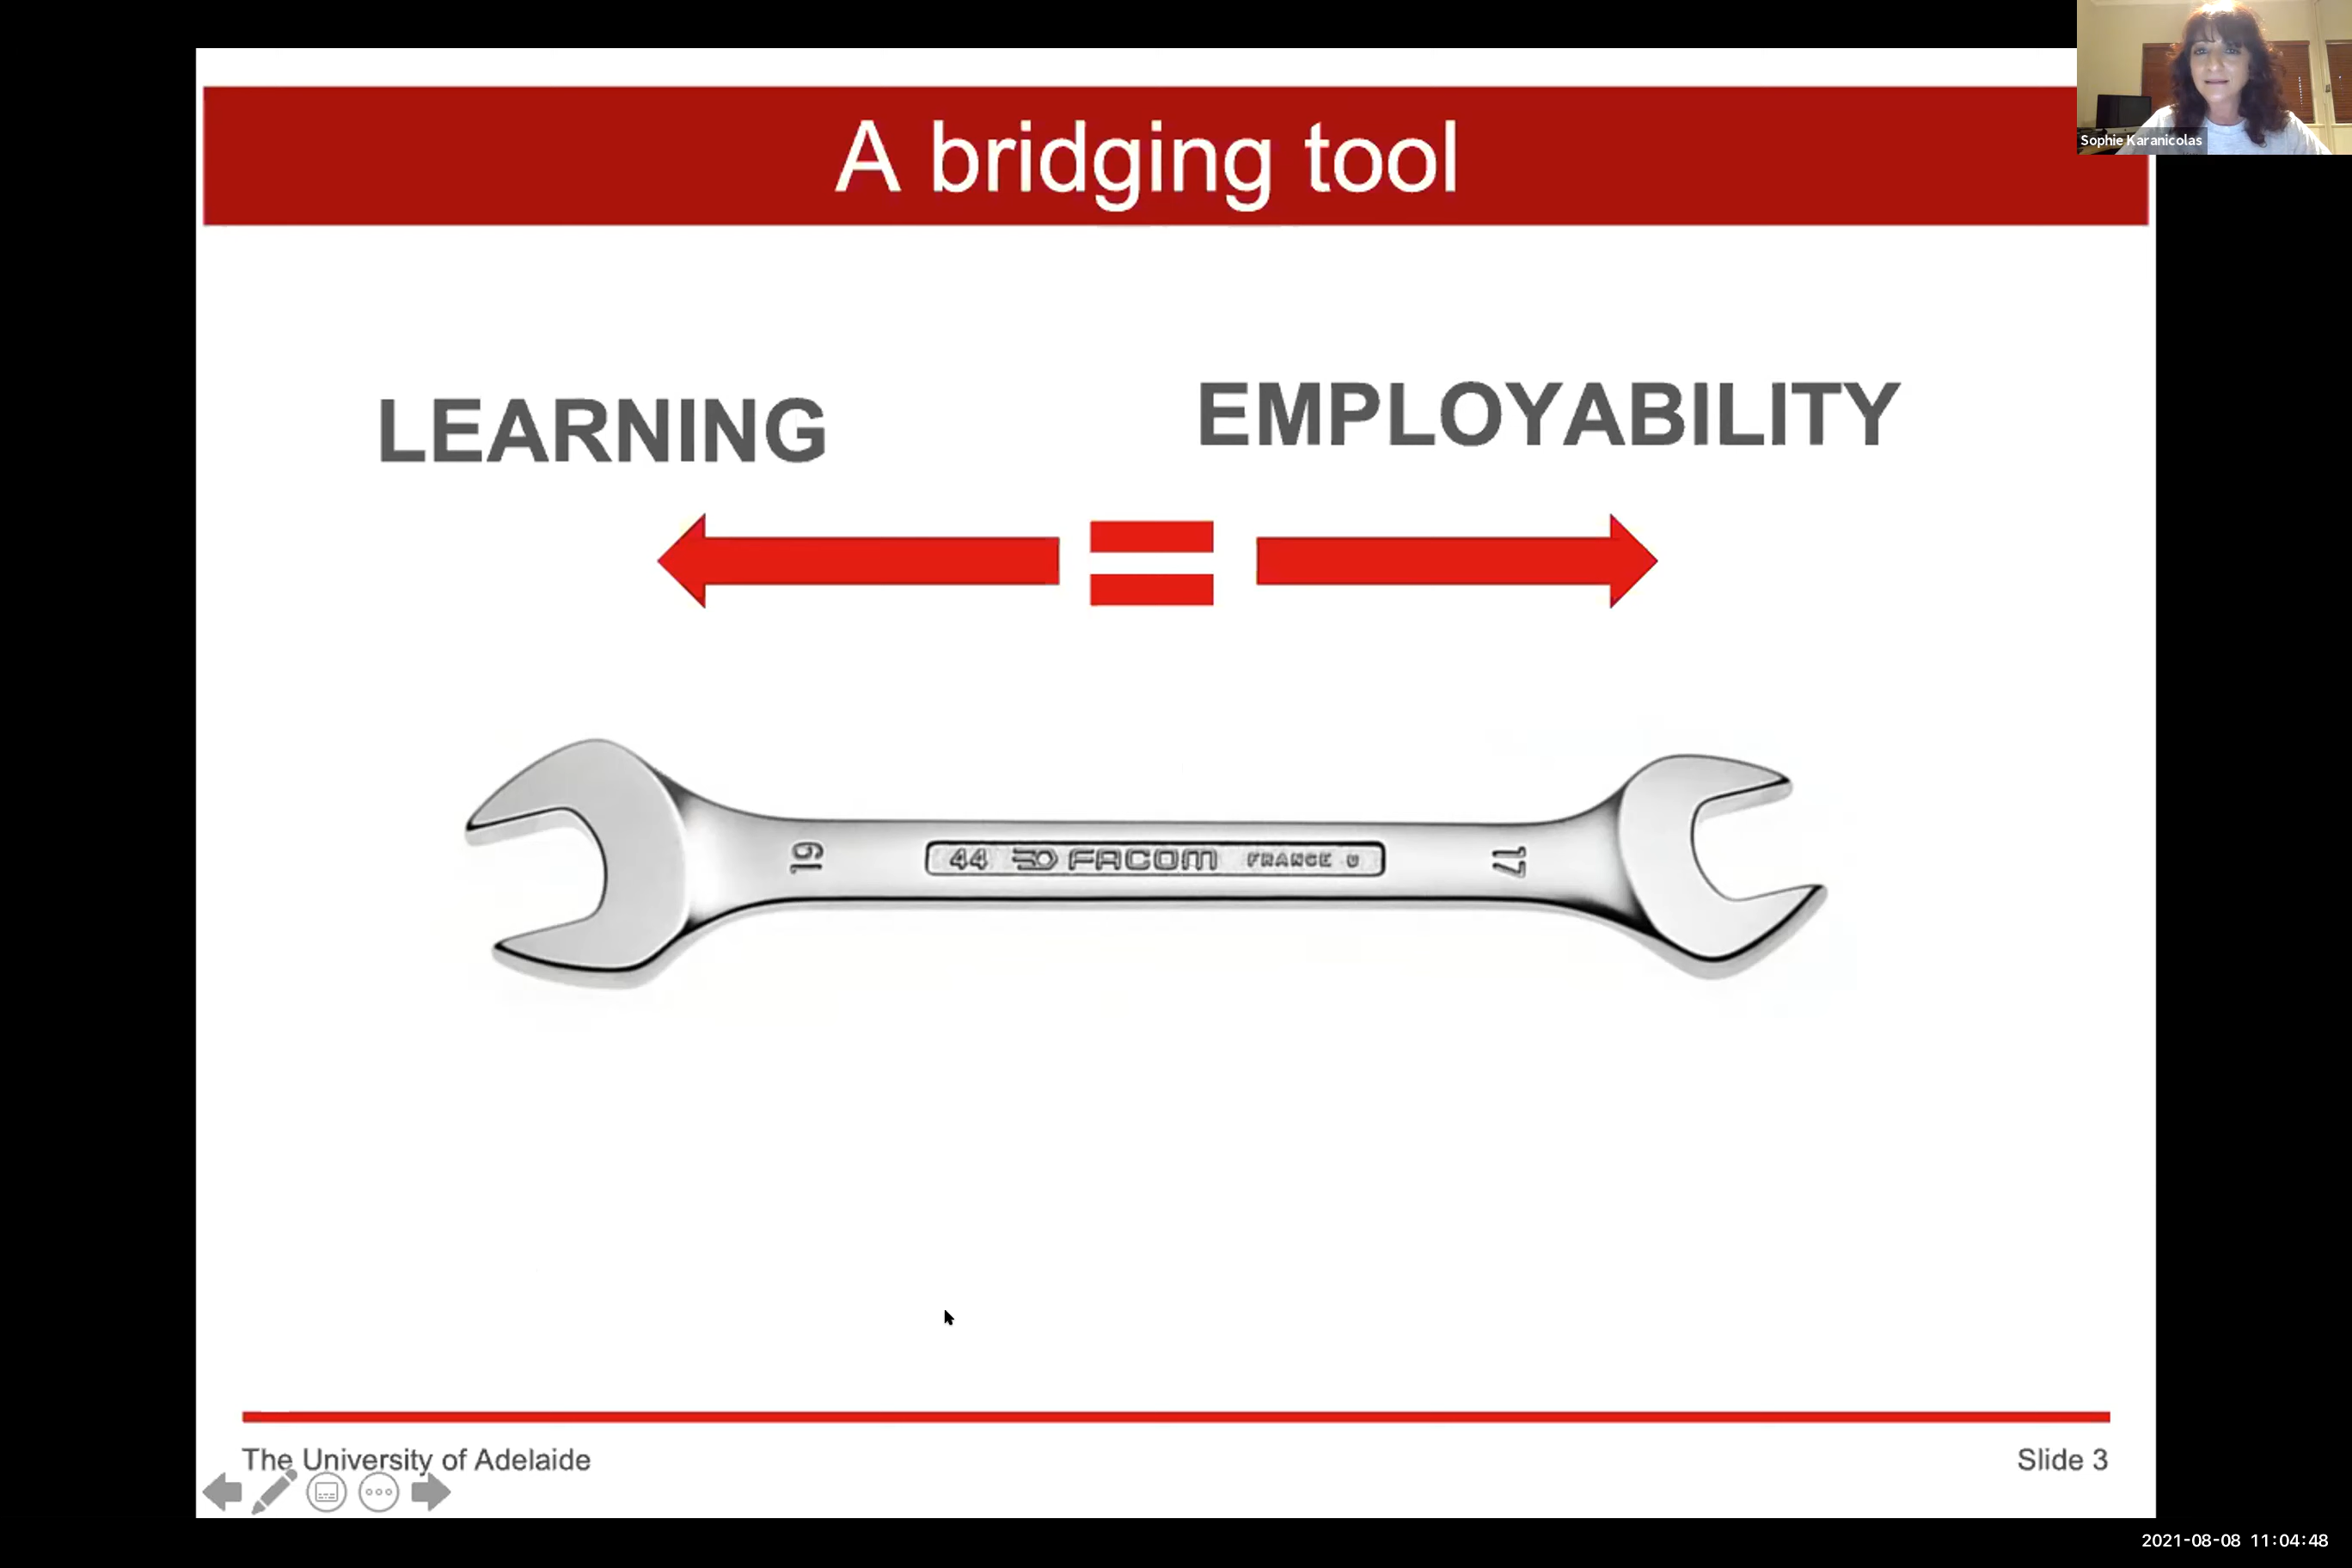 Sophie Karanicolas
A bridging tool
LEARNING
EMPLOYABILITY
19
44 FACOM FRANCE U
17
The University of Adelaide
Slide 3
2021-08-08 11:04:48